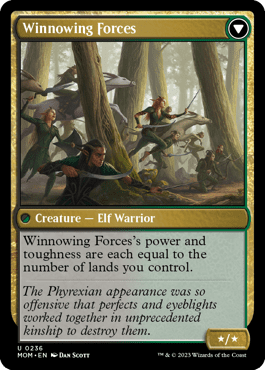 Winnowing Forces
Creature — Elf Warrior
Winnowing Forces's power and
toughness are each equal to the
number of lands you control.
The Phyrexian appearance was so
offensive that perfects and eyeblights
worked together in unprecedented
kinship to destroy them.
*/*
U 0236
MOM • EN DAN SCOTT
™ & © 2023 Wizards of the Coast